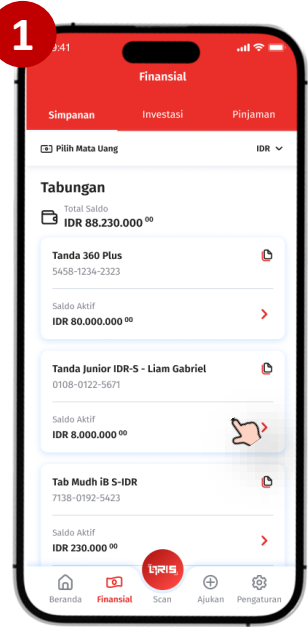 1
9:41
Finansial
Simpanan Investasi Pinjaman
Pilih Mata Uang IDR
Tabungan
Total Saldo
IDR 88.230.000 00
Tanda 360 Plus
5458-1234-2323
Saldo Aktif
IDR 80.000.000 00
Tanda Junior IDR-S - Liam Gabriel
0108-0122-5671
Saldo Aktif
IDR 8.000.000 00
Tab Mudh iB S-IDR
7138-0192-5423
Saldo Aktif
IDR 230.000 00
QRIS
Beranda Finansial Scan Ajukan Pengaturan